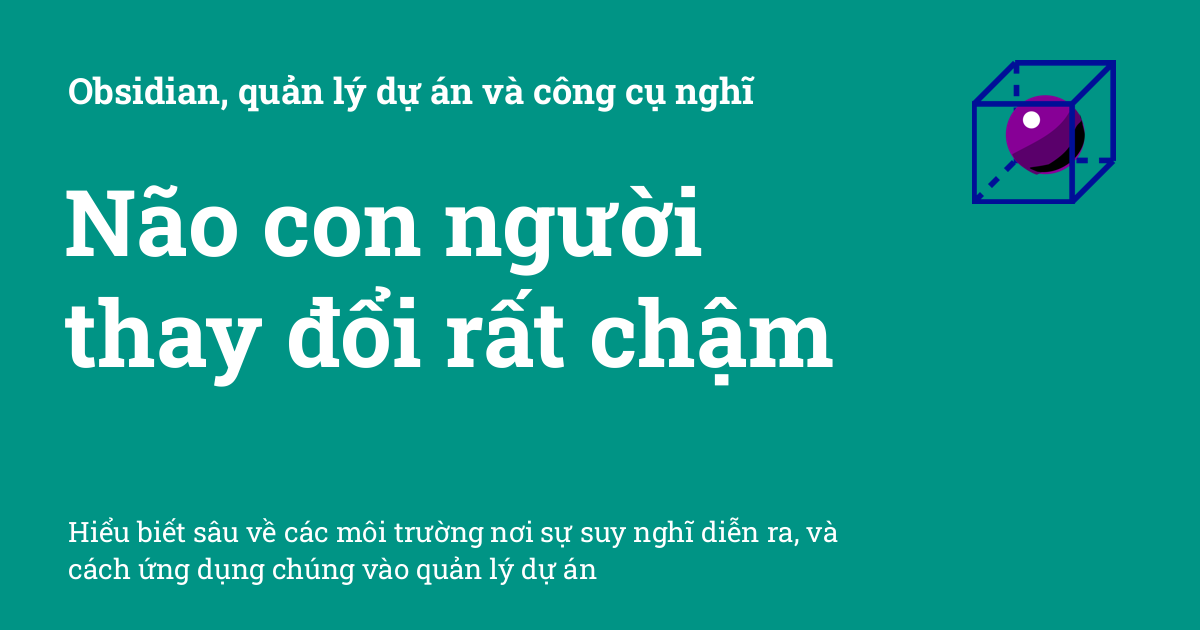 Obsidian, quản lý dự án và công cụ nghĩ
Não con người
thay đổi rất chậm
Hiểu biết sâu về các môi trường nơi sự suy nghĩ diễn ra, và
cách ứng dụng chúng vào quản lý dự án